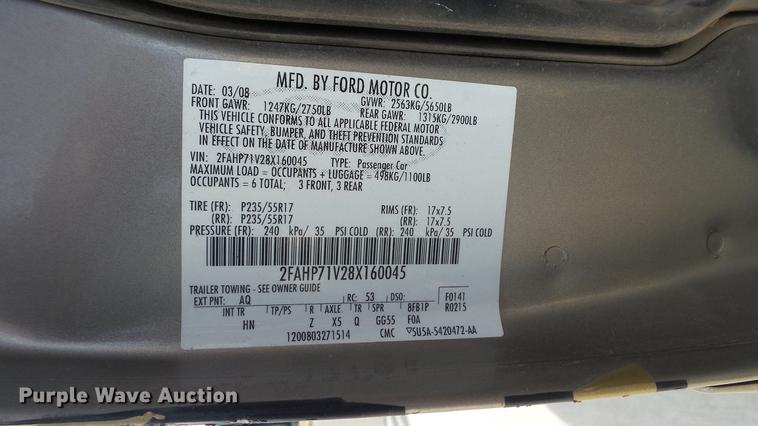 MFD. BY FORD MOTOR CO.
DATE: 03/08 GVWR: 2563KG/5650LB
FRONT GAWR: 1247KG/2750LB REAR GAWR: 1315KG/2900LB
THIS VEHICLE CONFORMS TO ALL APPLICABLE FEDERAL MOTOR
VEHICLE SAFETY, BUMPER, AND THEFT PREVENTION STANDARDS
IN EFFECT ON THE DATE OF MANUFACTURE SHOWN ABOVE.
VIN: 2FAHP71V28X160045 TYPE: Passenger Car
MAXIMUM LOAD = OCCUPANTS + LUGGAGE = 498KG/1100LB
OCCUPANTS = 6 TOTAL; 3 FRONT, 3 REAR
TIRE (FR): P235/55R17 RIMS (FR): 17x7.5
(RR): P235/55R17 (RR): 17x7.5
PRESSURE (FR): 240 kPa/ 35 PSI COLD (RR): 240 kPa/ 35 PSI COLD
2FAHP71V28X160045
TRAILER TOWING - SEE OWNER GUIDE
EXT PNT: AQ RC: 53 DSO: F0141
INT TR TP/PS R AXLE TR SPR 8FB1P R0215
HN Z X5 Q GG55 F0A
1200803271514 CMC ▽5U5A-5420472-AA
Purple Wave Auction®